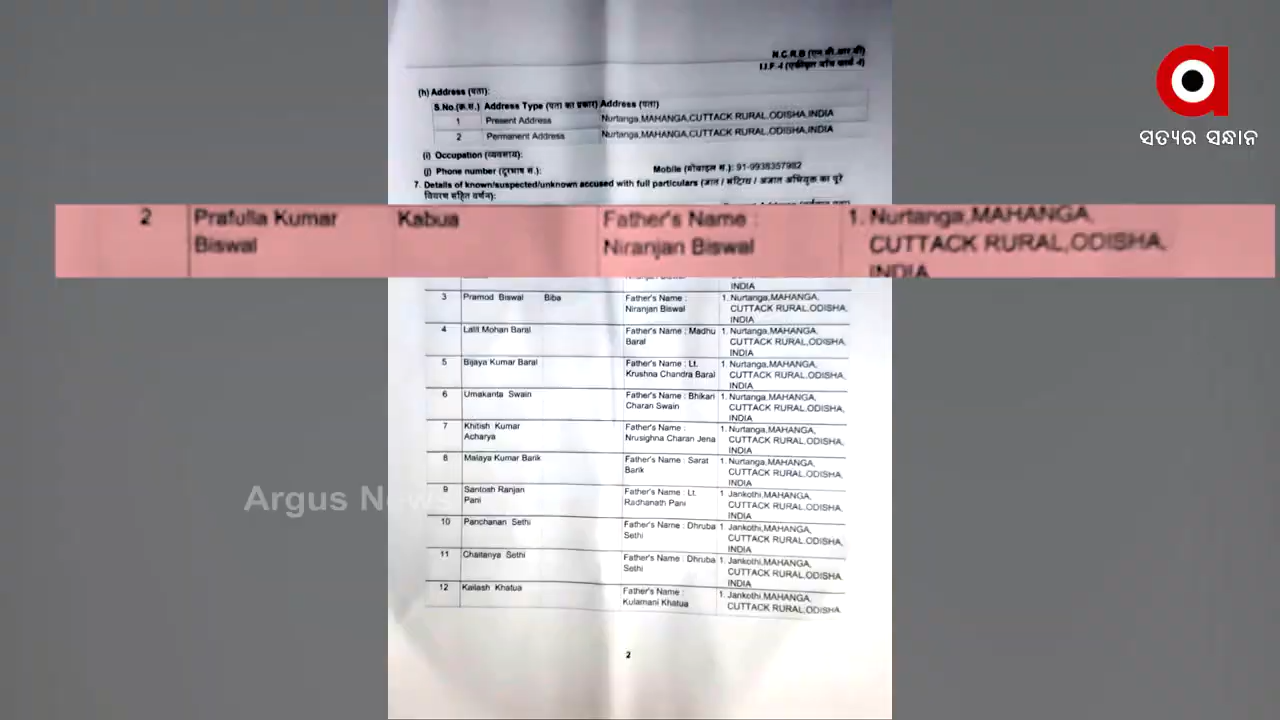 N.C.R.B (एन.सी.आर.बी)
I.I.F.-I (एकीकृत जाँच फार्म -I)
(h) Address (पता):
S.No.(क्र.सं.) Address Type (पता का प्रकार) Address (पता)
1 Present Address Nurtanga,MAHANGA,CUTTACK RURAL,ODISHA,INDIA
2 Permanent Address Nurtanga,MAHANGA,CUTTACK RURAL,ODISHA,INDIA
(i) Occupation (व्यवसाय):
(j) Phone number (दूरभाष सं.): Mobile (मोबाइल सं.): 91-9938357982
7. Details of known/suspected/unknown accused with full particulars (ज्ञात / संदिग्ध / अज्ञात अभियुक्त का पूरे
विवरण सहित वर्णन):
2 Prafulla Kumar Kabua Father's Name : 1. Nurtanga,MAHANGA,
Biswal Niranjan Biswal CUTTACK RURAL,ODISHA,
INDIA
INDIA
3 Pramod Biswal Biba Father's Name : 1. Nurtanga,MAHANGA,
Niranjan Biswal CUTTACK RURAL,ODISHA,
INDIA
4 Lalit Mohan Baral Father's Name : Madhu 1. Nurtanga,MAHANGA,
Baral CUTTACK RURAL,ODISHA,
INDIA
5 Bijaya Kumar Baral Father's Name : Lt. 1. Nurtanga,MAHANGA,
Krushna Chandra Baral CUTTACK RURAL,ODISHA,
INDIA
6 Umakanta Swain Father's Name : Bhikari 1. Nurtanga,MAHANGA,
Charan Swain CUTTACK RURAL,ODISHA,
INDIA
7 Khitish Kumar Father's Name : 1. Nurtanga,MAHANGA,
Acharya Nrusighna Charan Jena CUTTACK RURAL,ODISHA,
INDIA
8 Malaya Kumar Barik Father's Name : Sarat 1. Nurtanga,MAHANGA,
Barik CUTTACK RURAL,ODISHA,
INDIA
9 Santosh Ranjan Father's Name : Lt. 1. Jankothi,MAHANGA,
Pani Radhanath Pani CUTTACK RURAL,ODISHA,
INDIA
10 Panchanan Sethi Father's Name : Dhruba 1. Jankothi,MAHANGA,
Sethi CUTTACK RURAL,ODISHA,
INDIA
11 Chaitanya Sethi Father's Name : Dhruba 1. Jankothi,MAHANGA,
Sethi CUTTACK RURAL,ODISHA,
INDIA
12 Kailash Khatua Father's Name : 1. Jankothi,MAHANGA,
Kulamani Khatua CUTTACK RURAL,ODISHA,
2
Argus News
ସତ୍ୟର ସନ୍ଧାନ